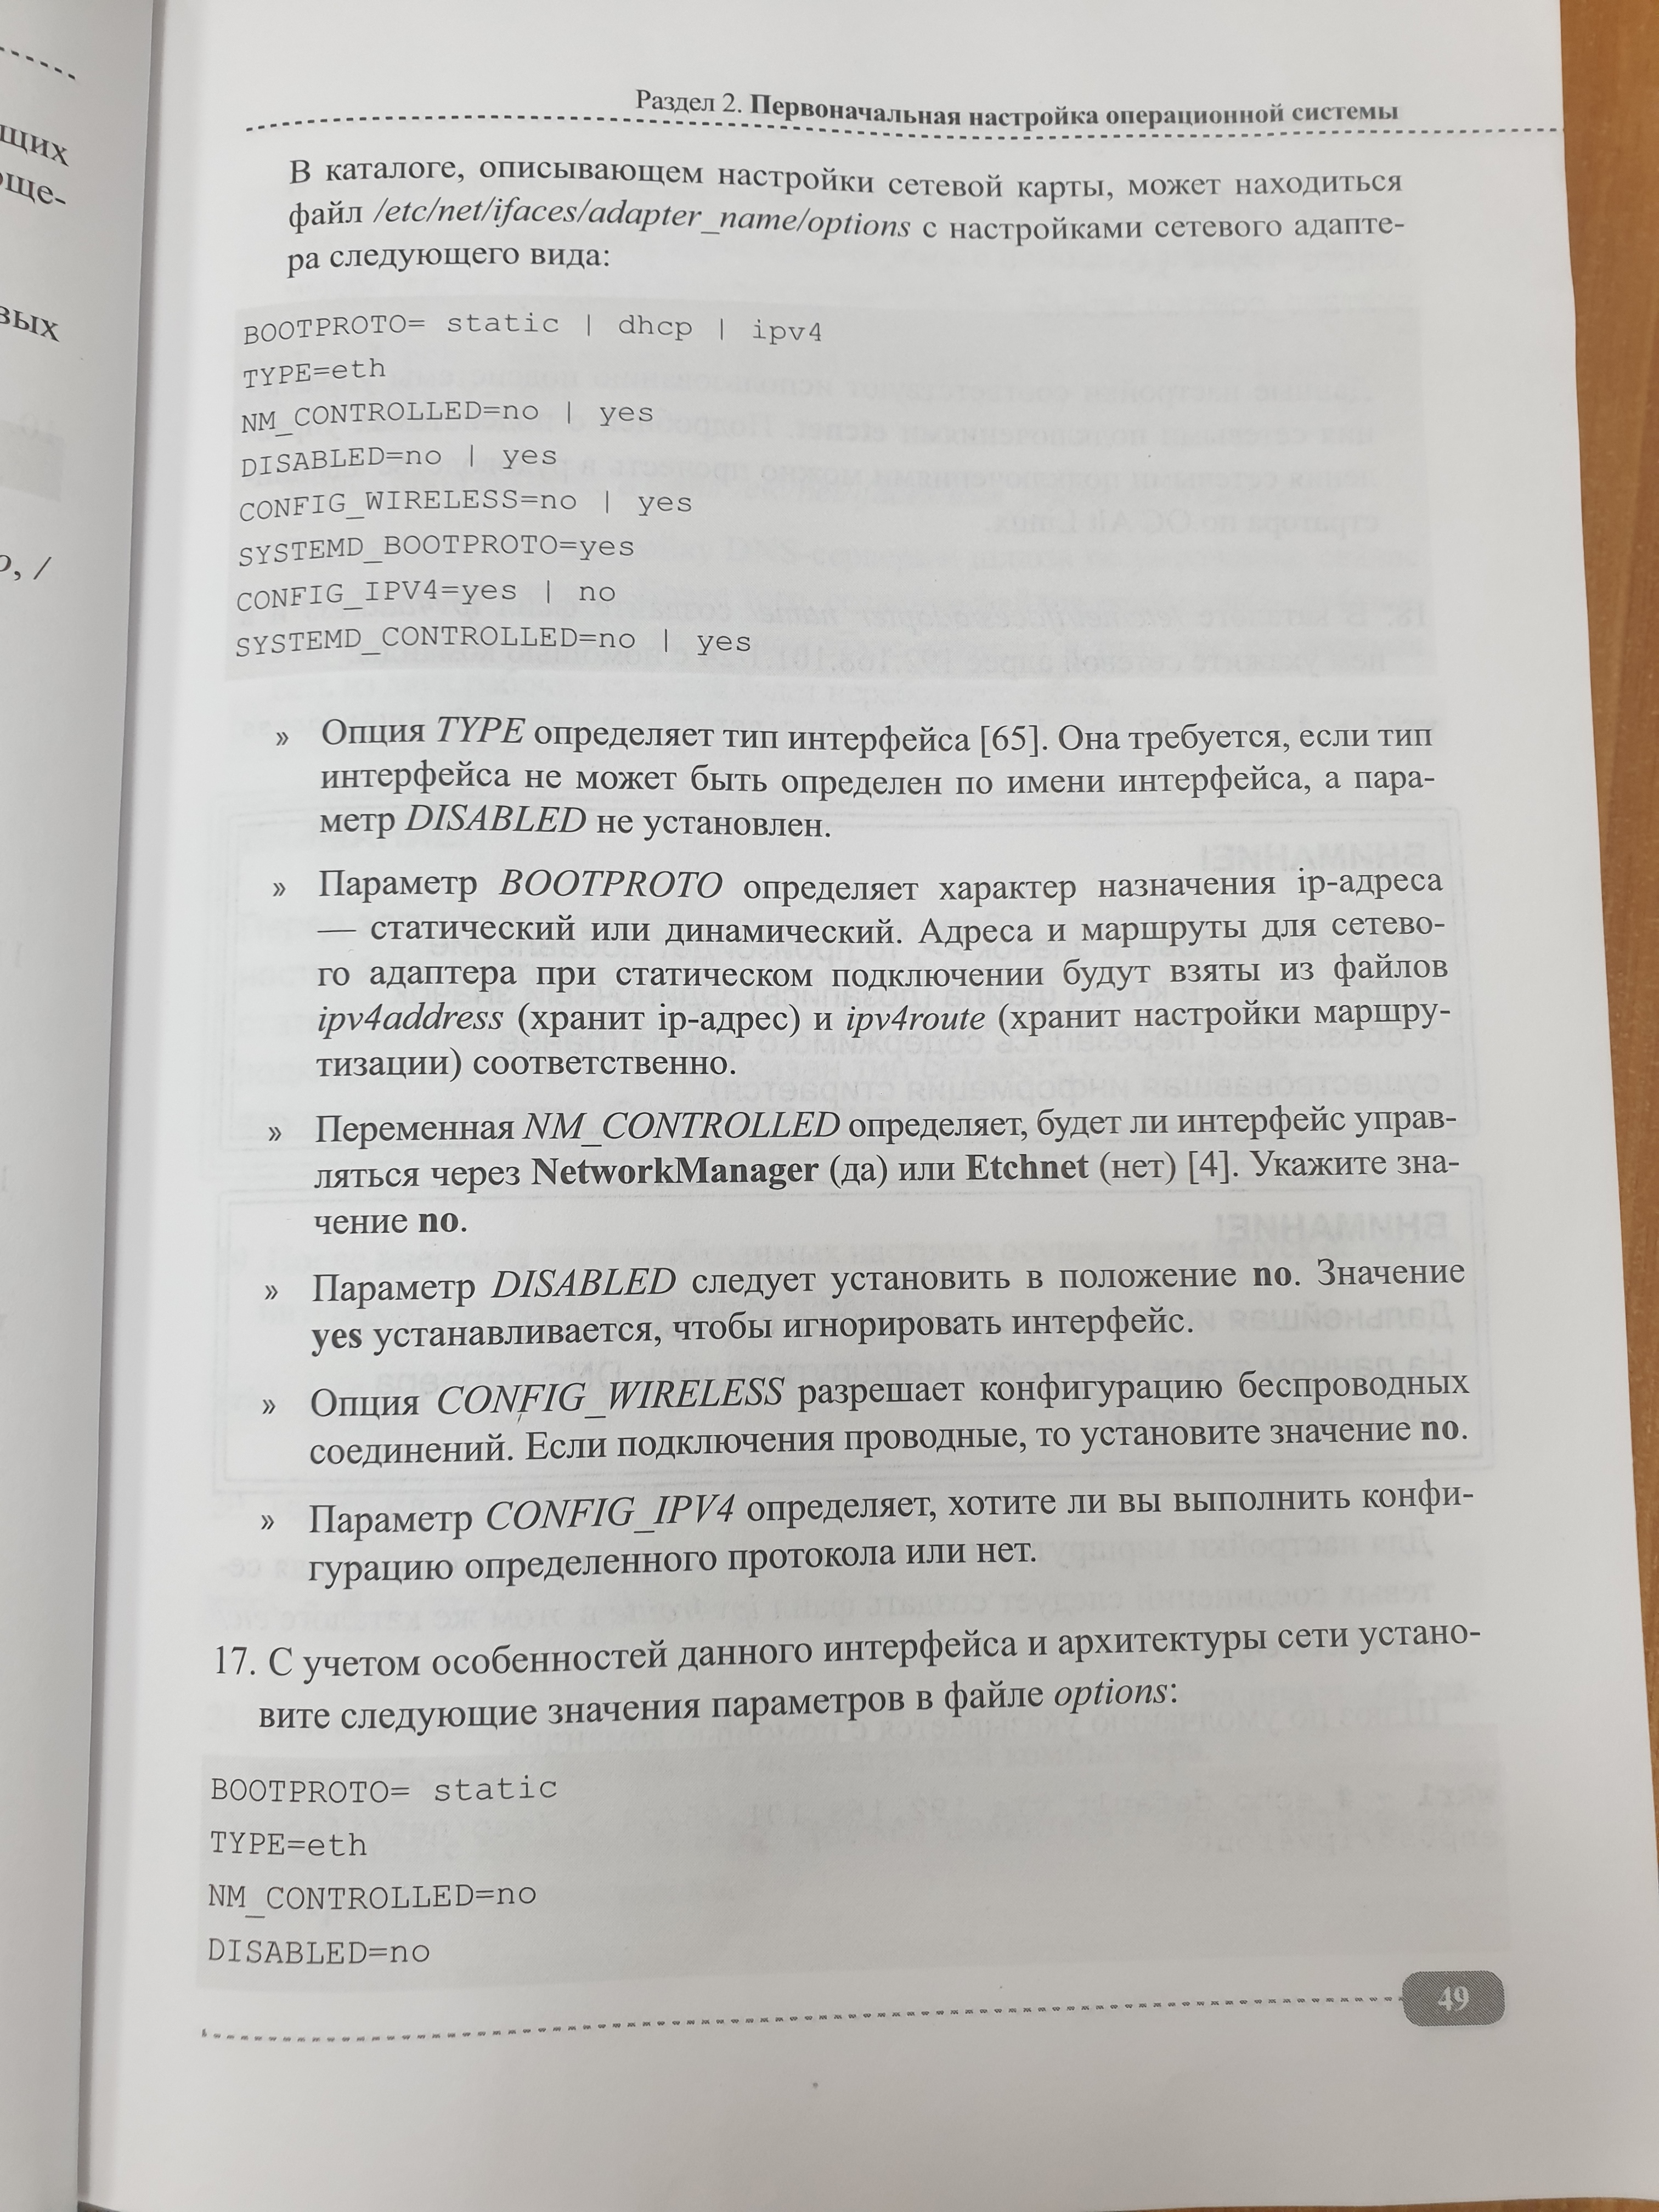 щих
още-
вых
о, /
Раздел 2. Первоначальная настройка операционной системы
В каталоге, описывающем настройки сетевой карты, может находиться
файл /etc/net/ifaces/adapter_name/options с настройками сетевого адапте-
ра следующего вида:
BOOTPROTO= static | dhcp | ipv4
TYPE=eth
NM_CONTROLLED=no | yes
DISABLED=no | yes
CONFIG_WIRELESS=no | yes
SYSTEMD_BOOTPROTO=yes
CONFIG_IPV4=yes | no
SYSTEMD_CONTROLLED=no | yes
» Опция TYPE определяет тип интерфейса [65]. Она требуется, если тип
интерфейса не может быть определен по имени интерфейса, а пара-
метр DISABLED не установлен.
» Параметр BOOTPROTO определяет характер назначения ip-адреса
— статический или динамический. Адреса и маршруты для сетево-
го адаптера при статическом подключении будут взяты из файлов
ipv4address (хранит ip-адрес) и ipv4route (хранит настройки маршру-
тизации) соответственно.
» Переменная NM_CONTROLLED определяет, будет ли интерфейс управ-
ляться через NetworkManager (да) или Etchnet (нет) [4]. Укажите зна-
чение no.
» Параметр DISABLED следует установить в положение no. Значение
yes устанавливается, чтобы игнорировать интерфейс.
» Опция CONFIG_WIRELESS разрешает конфигурацию беспроводных
соединений. Если подключения проводные, то установите значение no.
» Параметр CONFIG_IPV4 определяет, хотите ли вы выполнить конфи-
гурацию определенного протокола или нет.
17. С учетом особенностей данного интерфейса и архитектуры сети устано-
вите следующие значения параметров в файле options:
BOOTPROTO= static
TYPE=eth
NM_CONTROLLED=no
DISABLED=no
49